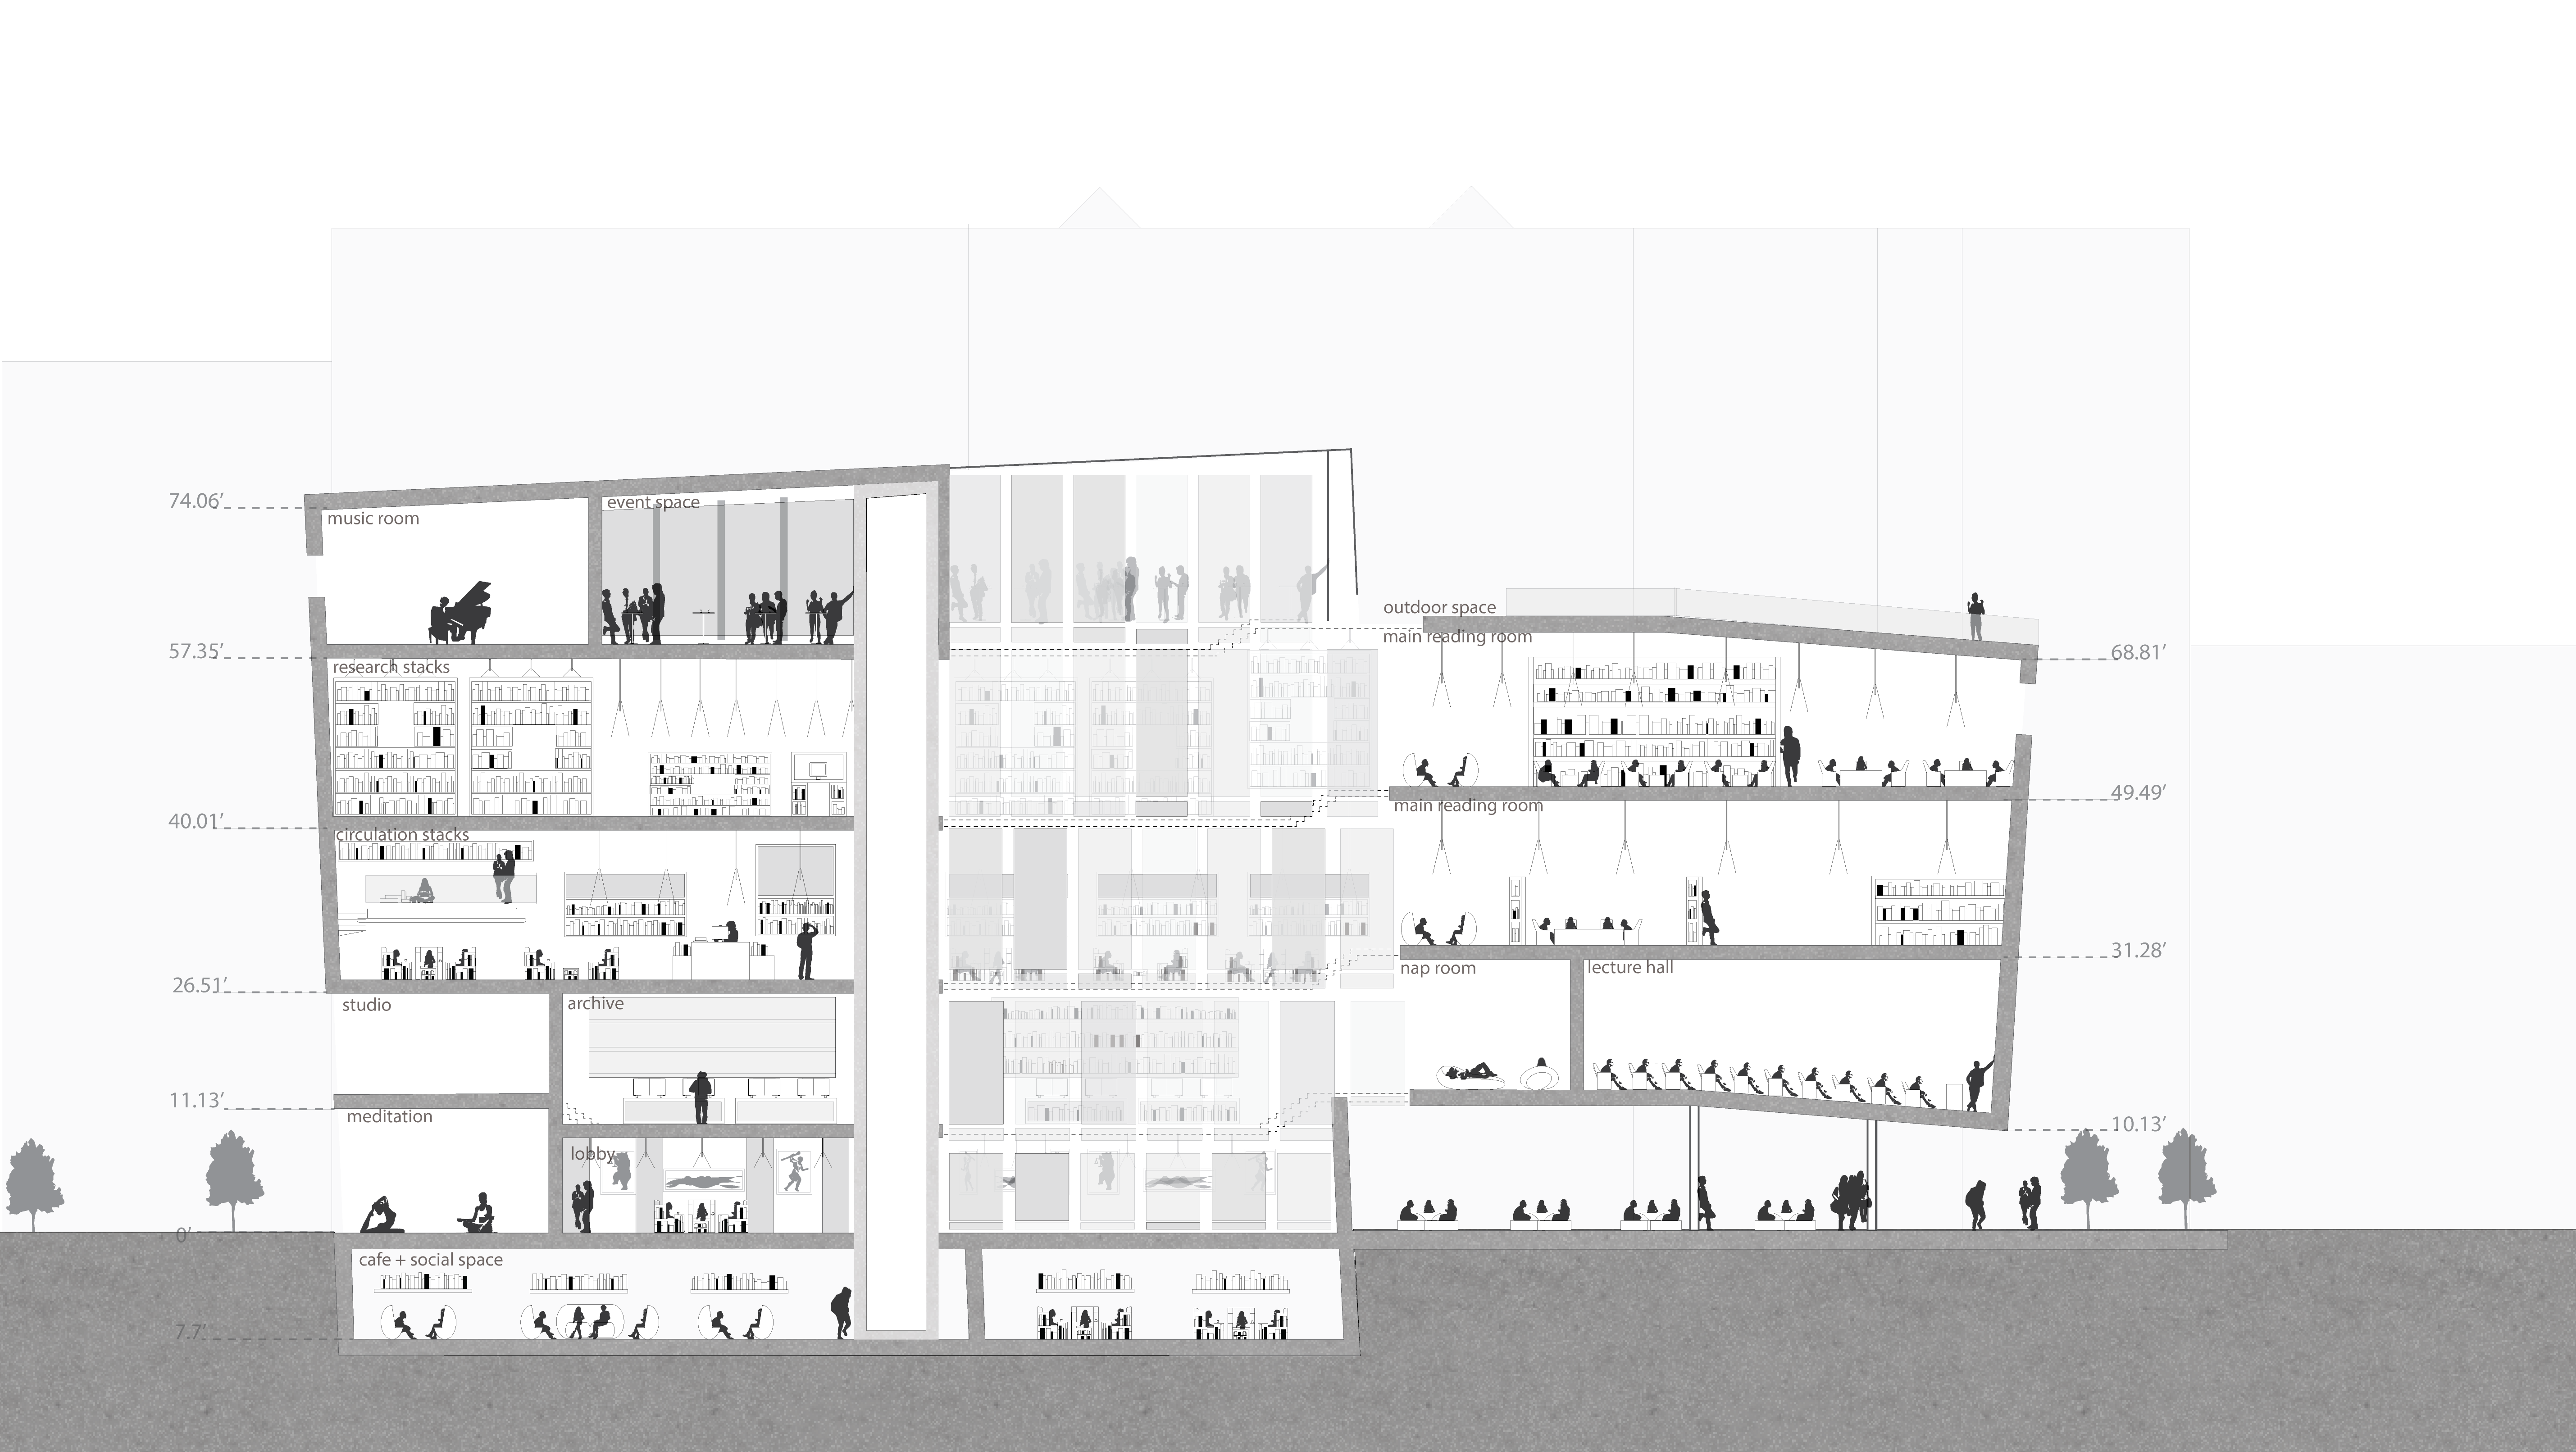 74.06'
music room
event space
57.35'
research stacks
40.01'
circulation stacks
26.51'
studio
archive
11.13'
meditation
lobby
0'
cafe + social space
7.7'
outdoor space
main reading room
68.81'
49.49'
main reading room
31.28'
nap room
lecture hall
10.13'